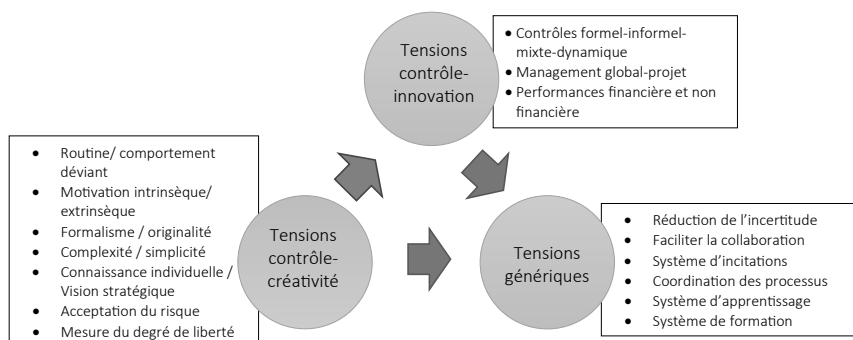 Tensions
contrôle-
innovation
• Contrôles formel-informel-
mixte-dynamique
• Management global-projet
• Performances financière et non
financière
• Routine/ comportement
déviant
• Motivation intrinsèque/
extrinsèque
• Formalisme / originalité
• Complexité / simplicité
• Connaissance individuelle /
Vision stratégique
• Acceptation du risque
• Mesure du degré de liberté
Tensions
contrôle-
créativité
Tensions
génériques
• Réduction de l’incertitude
• Faciliter la collaboration
• Système d’incitations
• Coordination des processus
• Système d’apprentissage
• Système de formation